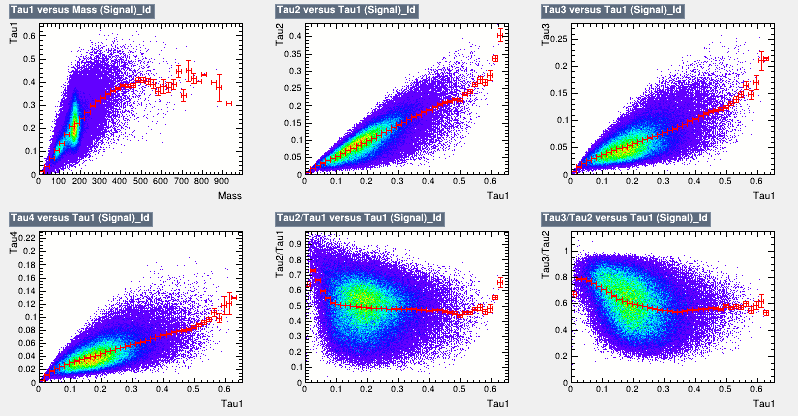 Tau1 versus Mass (Signal)_Id
Tau1
0.6
0.5
0.4
0.3
0.2
0.1
0
0 100 200 300 400 500 600 700 800 900
Mass
Tau2 versus Tau1 (Signal)_Id
Tau2
0.4
0.35
0.3
0.25
0.2
0.15
0.1
0.05
0
0 0.1 0.2 0.3 0.4 0.5 0.6
Tau1
Tau3 versus Tau1 (Signal)_Id
Tau3
0.25
0.2
0.15
0.1
0.05
0
0 0.1 0.2 0.3 0.4 0.5 0.6
Tau1
Tau4 versus Tau1 (Signal)_Id
Tau4
0.22
0.2
0.18
0.16
0.14
0.12
0.1
0.08
0.06
0.04
0.02
0
0 0.1 0.2 0.3 0.4 0.5 0.6
Tau1
Tau2/Tau1 versus Tau1 (Signal)_Id
Tau2/Tau1
0.9
0.8
0.7
0.6
0.5
0.4
0.3
0.2
0.1
0
0 0.1 0.2 0.3 0.4 0.5 0.6
Tau1
Tau3/Tau2 versus Tau1 (Signal)_Id
Tau3/Tau2
1
0.8
0.6
0.4
0.2
0
0 0.1 0.2 0.3 0.4 0.5 0.6
Tau1